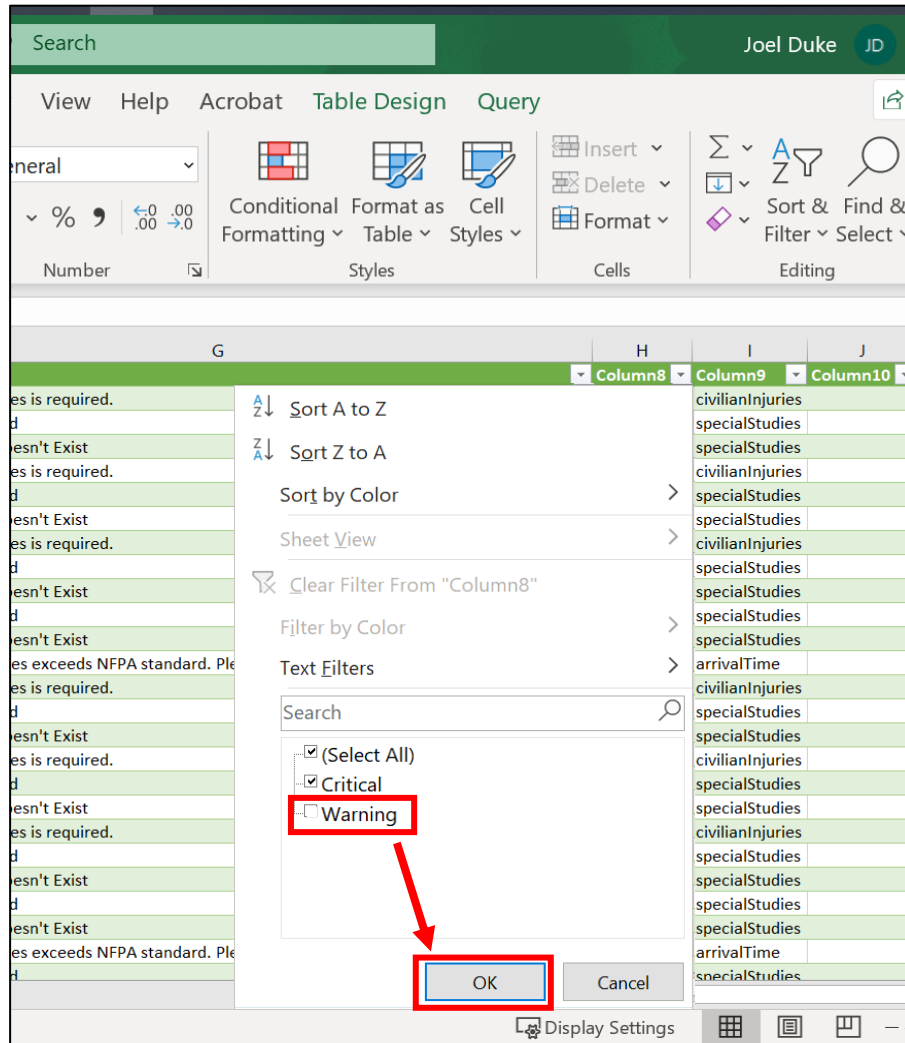 Search
Joel Duke JD
View Help Acrobat Table Design Query
eneral
% 9 .00 .00 .0
Conditional Formatting
Format as Table
Cell Styles
Insert
Delete
Format
Sort & Filter
Find & Select
Number Styles Cells Editing
G H I J
Column8 Column9 Column10
es is required. civilianInjuries
d specialStudies
esn't Exist specialStudies
es is required. civilianInjuries
d specialStudies
esn't Exist specialStudies
es is required. civilianInjuries
d specialStudies
esn't Exist specialStudies
d specialStudies
esn't Exist specialStudies
es exceeds NFPA standard. Ple arrivalTime
es is required. civilianInjuries
d specialStudies
esn't Exist specialStudies
es is required. civilianInjuries
d specialStudies
esn't Exist specialStudies
es is required. civilianInjuries
d specialStudies
esn't Exist specialStudies
d specialStudies
esn't Exist specialStudies
es exceeds NFPA standard. Ple arrivalTime
d specialStudies
Sort A to Z
Sort Z to A
Sort by Color
Sheet View
Clear Filter From "Column8"
Filter by Color
Text Filters
Search
(Select All)
Critical
Warning
OK Cancel
Display Settings